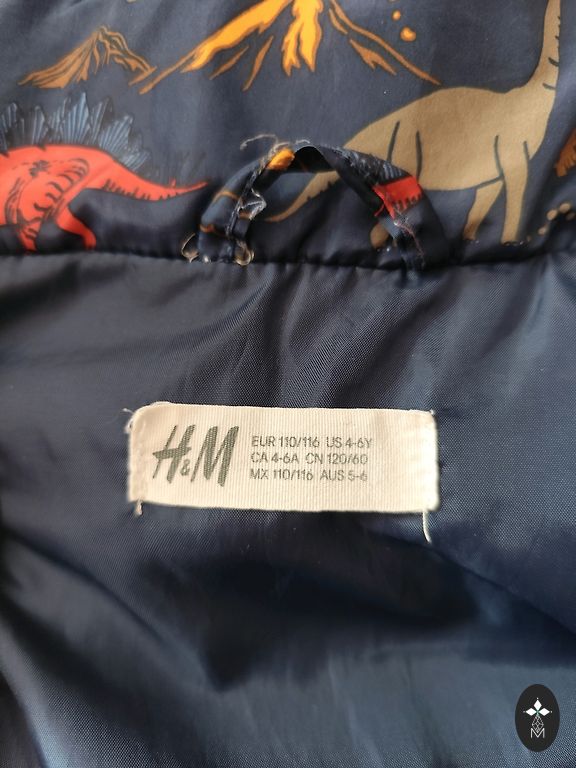 H&M
EUR 110/116 US 4-6Y
CA 4-6A CN 120/60
MX 110/116 AUS 5-6
M